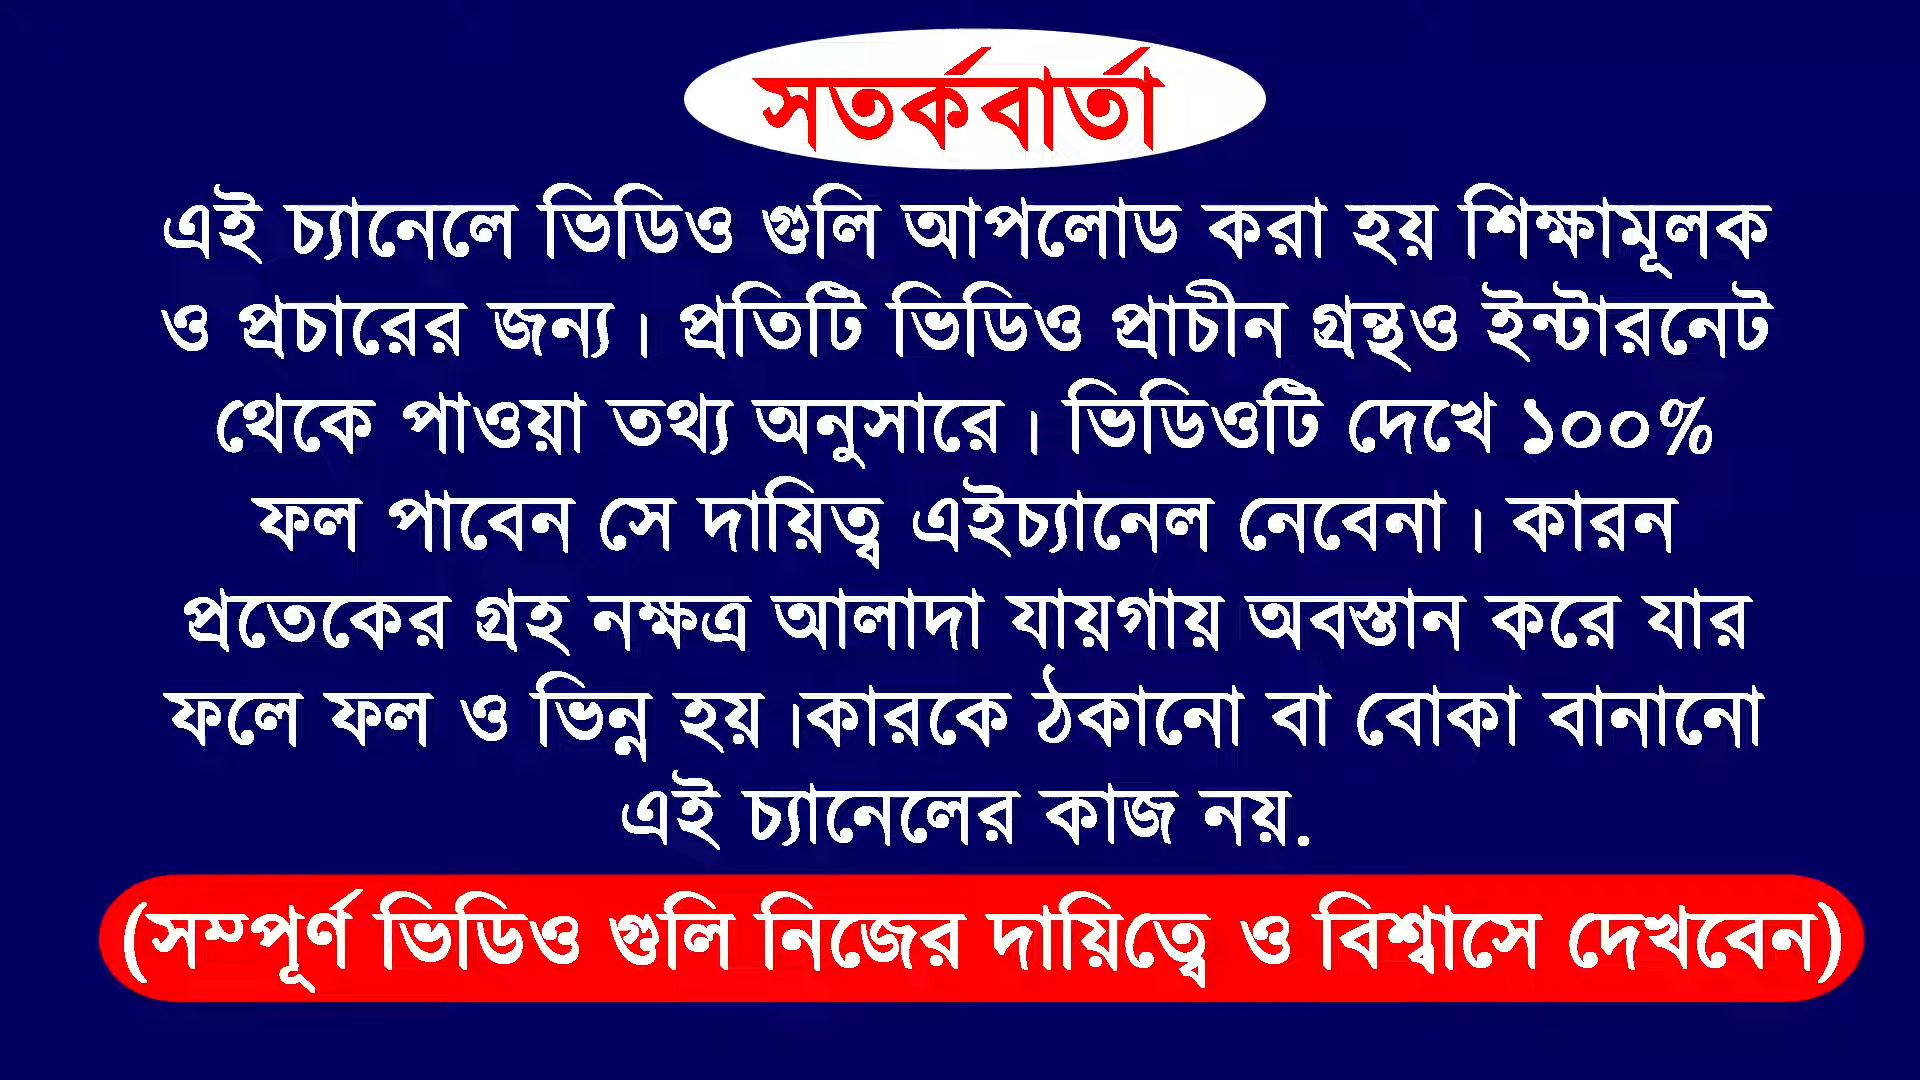 সতর্কবার্তা
এই চ্যানেলে ভিডিও গুলি আপলোড করা হয় শিক্ষামূলক
ও প্রচারের জন্য। প্রতিটি ভিডিও প্রাচীন গ্রন্থও ইন্টারনেট
থেকে পাওয়া তথ্য অনুসারে। ভিডিওটি দেখে ১০০%
ফল পাবেন সে দায়িত্ব এইচ্যানেল নেবেনা। কারন
প্রতেকের গ্রহ নক্ষত্র আলাদা যায়গায় অবস্তান করে যার
ফলে ফল ও ভিন্ন হয়।কারকে ঠকানো বা বোকা বানানো
এই চ্যানেলের কাজ নয়.
(সম্পূর্ণ ভিডিও গুলি নিজের দায়িত্বে ও বিশ্বাসে দেখবেন)